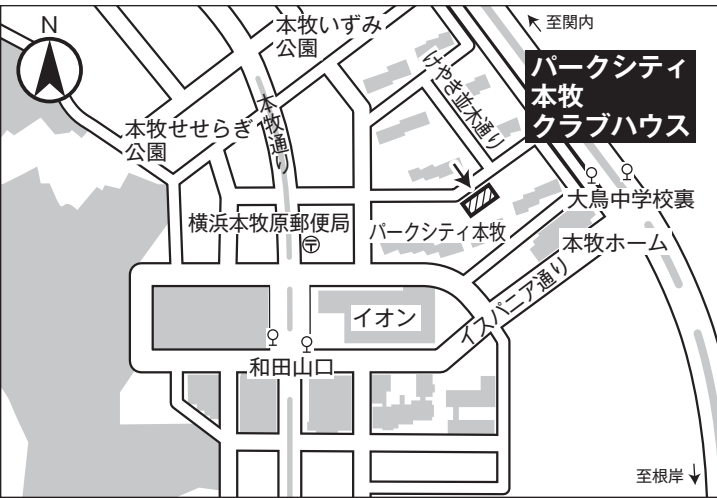 N
本牧いずみ
公園
至関内
パークシティ
本牧
クラブハウス
けやき並木通り
本牧通り
本牧せせらぎ
公園
大鳥中学校裏
横浜本牧原郵便局
パークシティ本牧
本牧ホーム
イスパニア通り
イオン
和田山口
至根岸